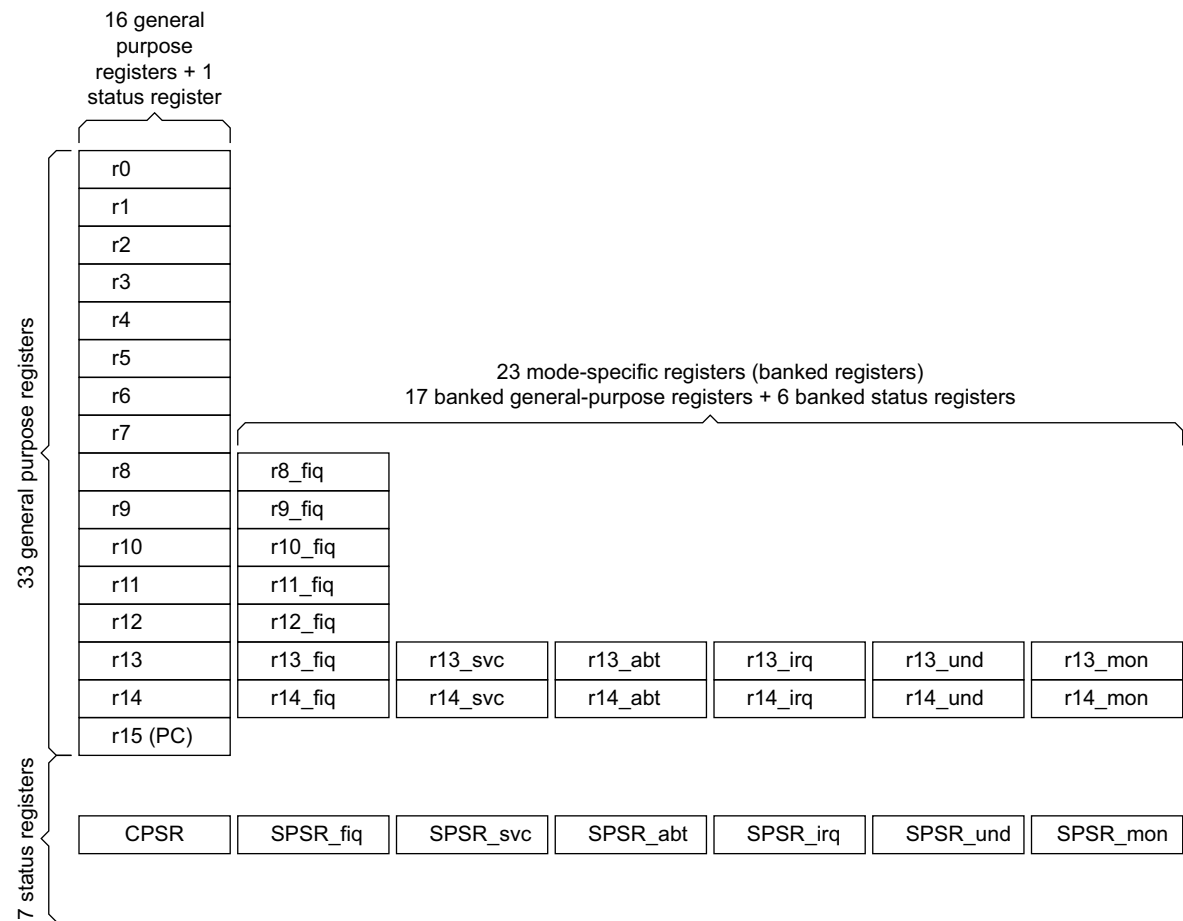 16 general
purpose
registers + 1
status register
33 general purpose registers
r0
r1
r2
r3
r4
r5
r6
r7
23 mode-specific registers (banked registers)
17 banked general-purpose registers + 6 banked status registers
r8 r8_fiq
r9 r9_fiq
r10 r10_fiq
r11 r11_fiq
r12 r12_fiq
r13 r13_fiq r13_svc r13_abt r13_irq r13_und r13_mon
r14 r14_fiq r14_svc r14_abt r14_irq r14_und r14_mon
r15 (PC)
7 status registers
CPSR SPSR_fiq SPSR_svc SPSR_abt SPSR_irq SPSR_und SPSR_mon